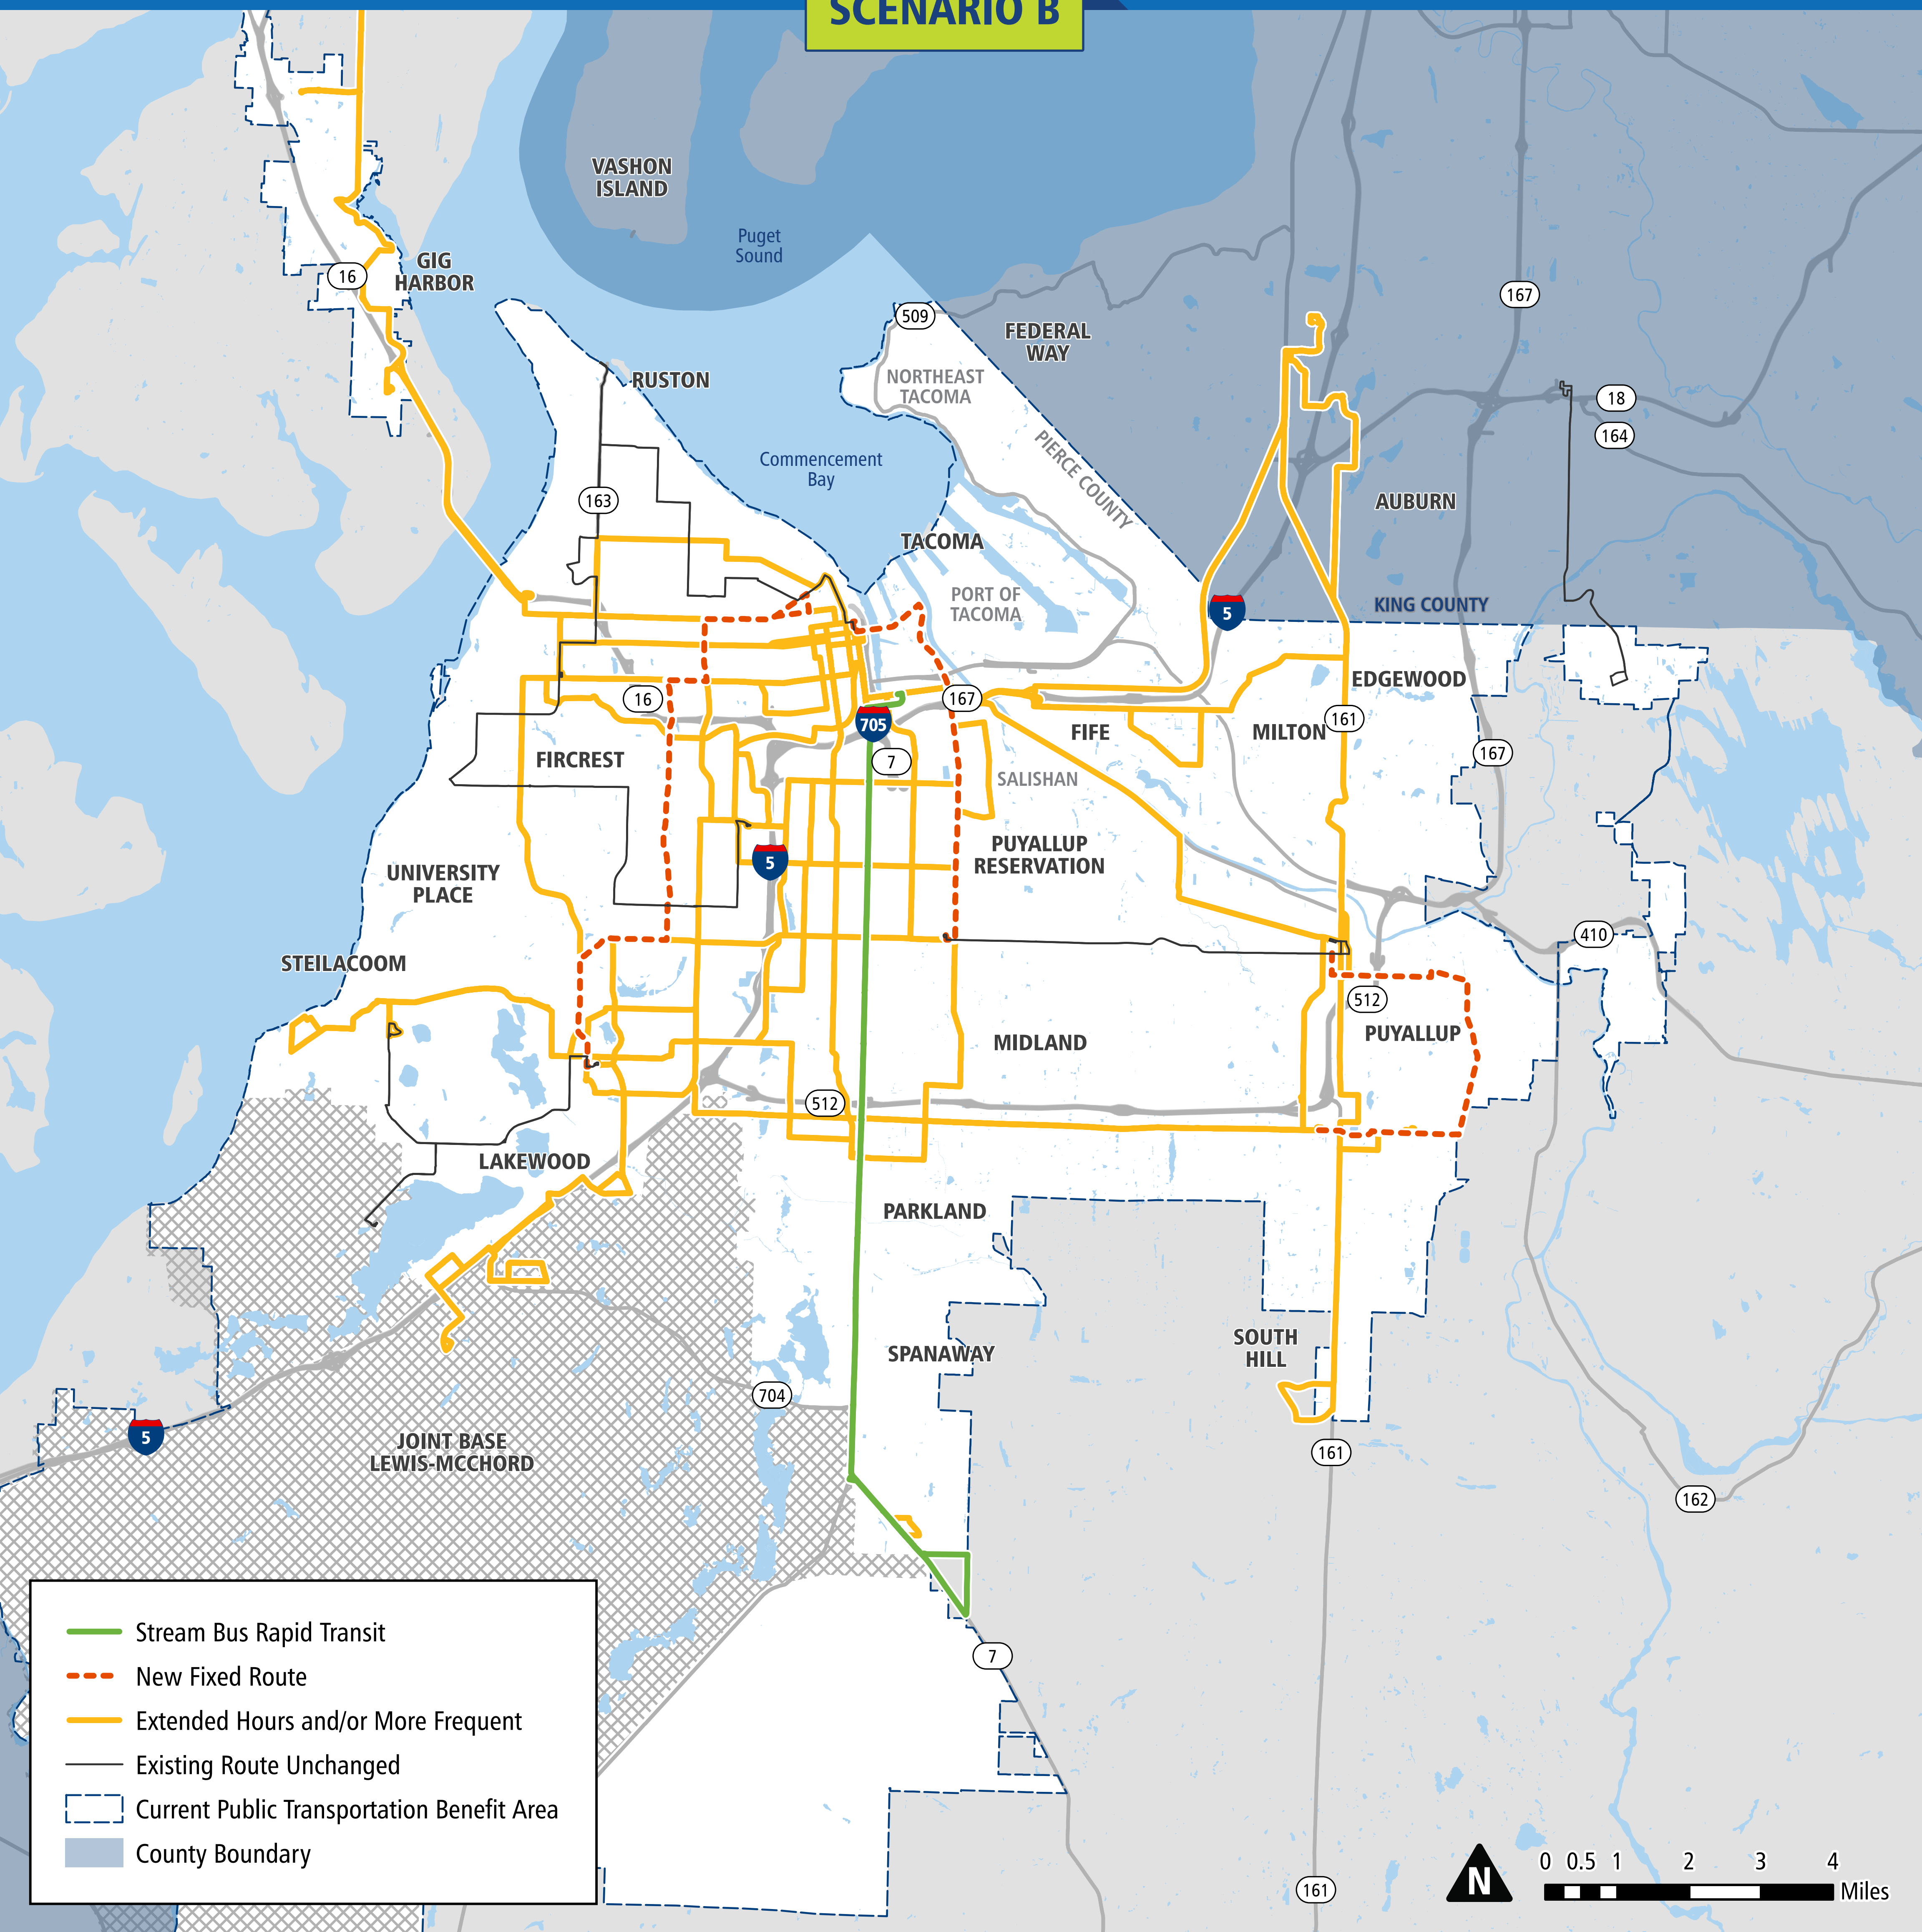 SCENARIO B
VASHON
ISLAND
Puget
Sound
GIG
HARBOR
16
167
509
FEDERAL
WAY
RUSTON
NORTHEAST
TACOMA
18
164
PIERCE COUNTY
Commencement
Bay
163
AUBURN
TACOMA
PORT OF
TACOMA
5
KING COUNTY
EDGEWOOD
16
167
705
FIFE
MILTON
161
167
FIRCREST
7
SALISHAN
PUYALLUP
RESERVATION
5
UNIVERSITY
PLACE
410
STEILACOOM
512
PUYALLUP
MIDLAND
512
LAKEWOOD
PARKLAND
SOUTH
HILL
SPANAWAY
704
5
JOINT BASE
LEWIS-MCCHORD
161
162
7
161
Stream Bus Rapid Transit
New Fixed Route
Extended Hours and/or More Frequent
Existing Route Unchanged
Current Public Transportation Benefit Area
County Boundary
N
0 0.5 1 2 3 4
Miles